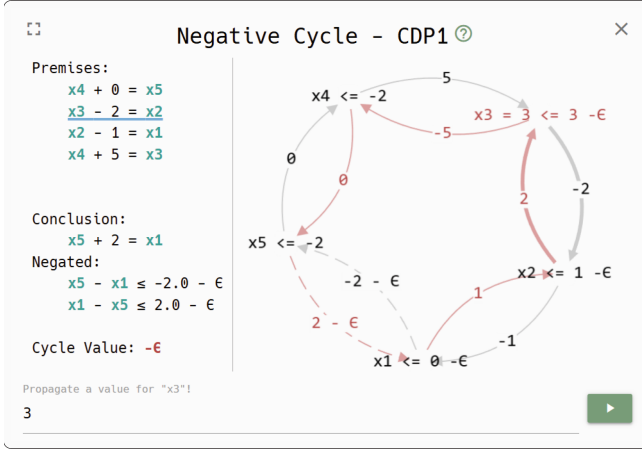 Negative Cycle - CDP1
Premises:
x4 + 0 = x5
x3 - 2 = x2
x2 - 1 = x1
x4 + 5 = x3
Conclusion:
x5 + 2 = x1
Negated:
x5 - x1 ≤ -2.0 - ϵ
x1 - x5 ≤ 2.0 - ϵ
Cycle Value: -ϵ
5
x4 <= -2
x3 = 3 <= 3 -ϵ
-5
0
0
2
-2
x5 <= -2
-2 - ϵ
x2 <= 1 -ϵ
1
2 - ϵ
-1
x1 <= 0 -ϵ
Propagate a value for "x3"!
3